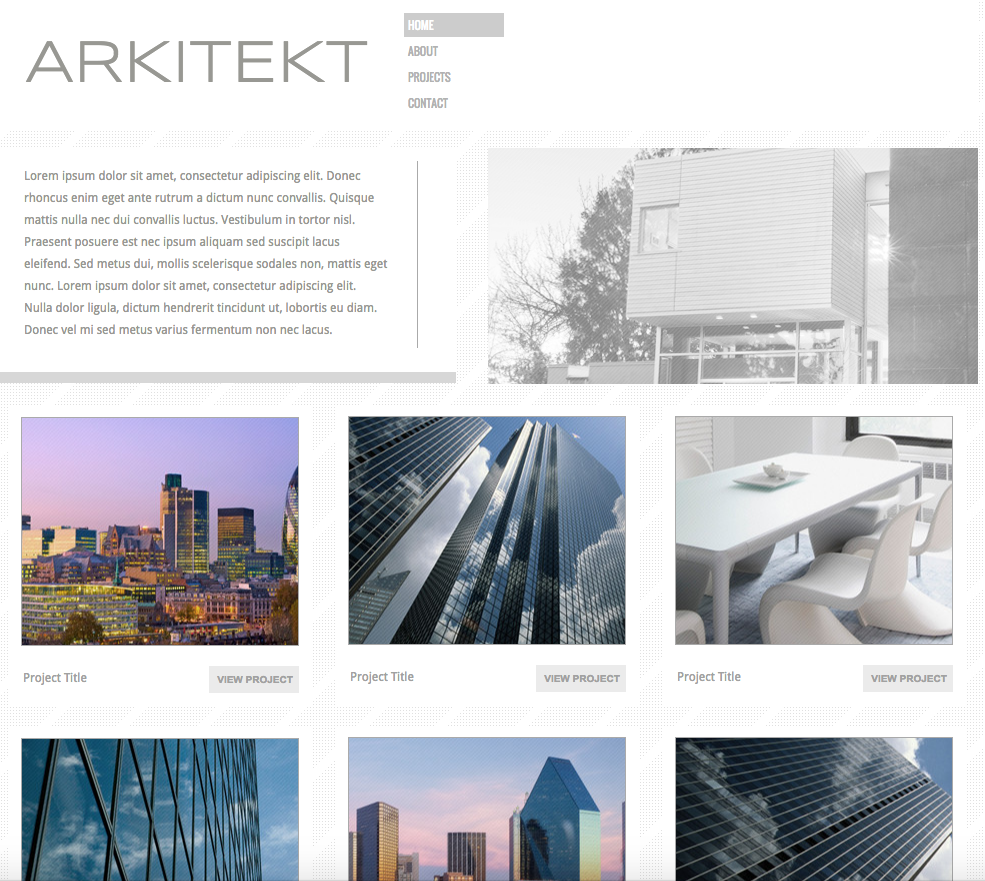 ARKITEKT
HOME
ABOUT
PROJECTS
CONTACT
Lorem ipsum dolor sit amet, consectetur adipiscing elit. Donec
rhoncus enim eget ante rutrum a dictum nunc convallis. Quisque
mattis nulla nec dui convallis luctus. Vestibulum in tortor nisl.
Praesent posuere est nec ipsum aliquam sed suscipit lacus
eleifend. Sed metus dui, mollis scelerisque sodales non, mattis eget
nunc. Lorem ipsum dolor sit amet, consectetur adipiscing elit.
Nulla dolor ligula, dictum hendrerit tincidunt ut, lobortis eu diam.
Donec vel mi sed metus varius fermentum non nec lacus.
Project Title
VIEW PROJECT
Project Title
VIEW PROJECT
Project Title
VIEW PROJECT